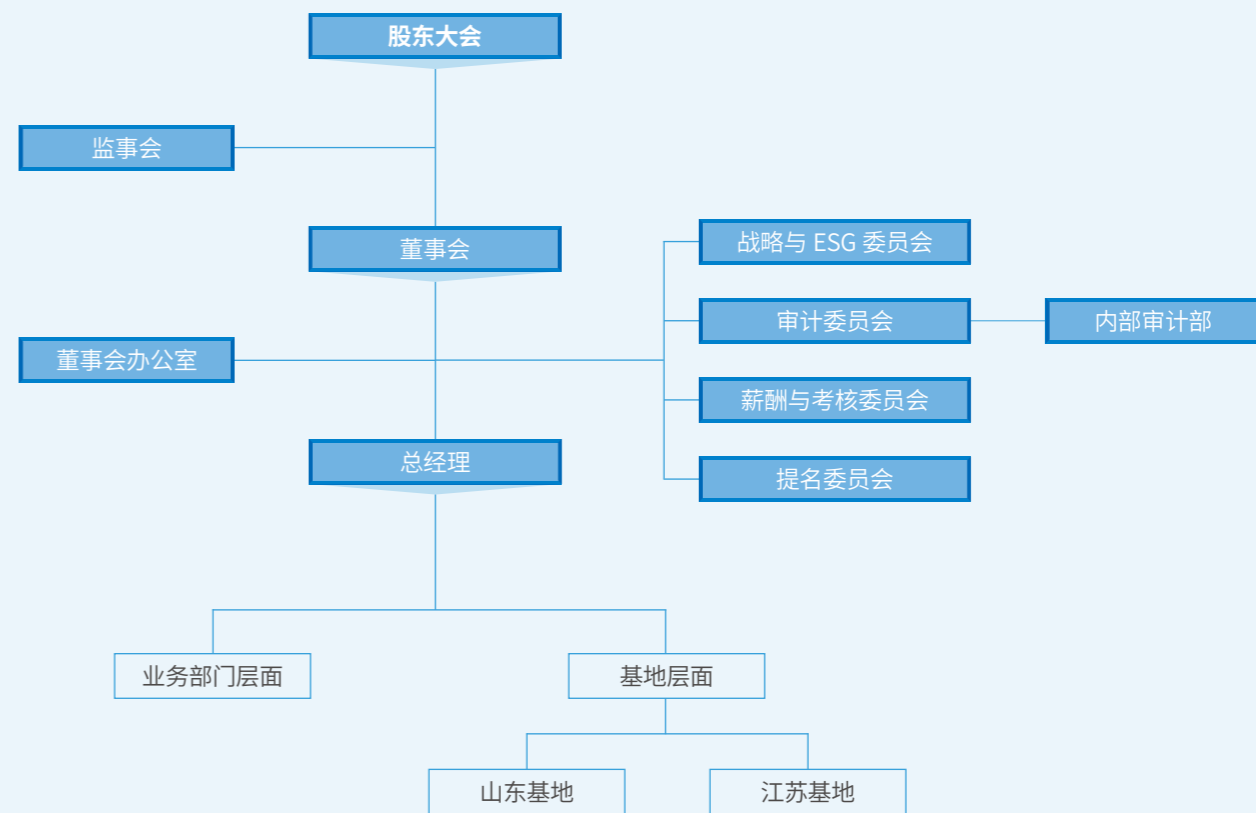 股东大会
监事会
董事会
战略与 ESG 委员会
审计委员会
内部审计部
董事会办公室
薪酬与考核委员会
总经理
提名委员会
业务部门层面
基地层面
山东基地
江苏基地